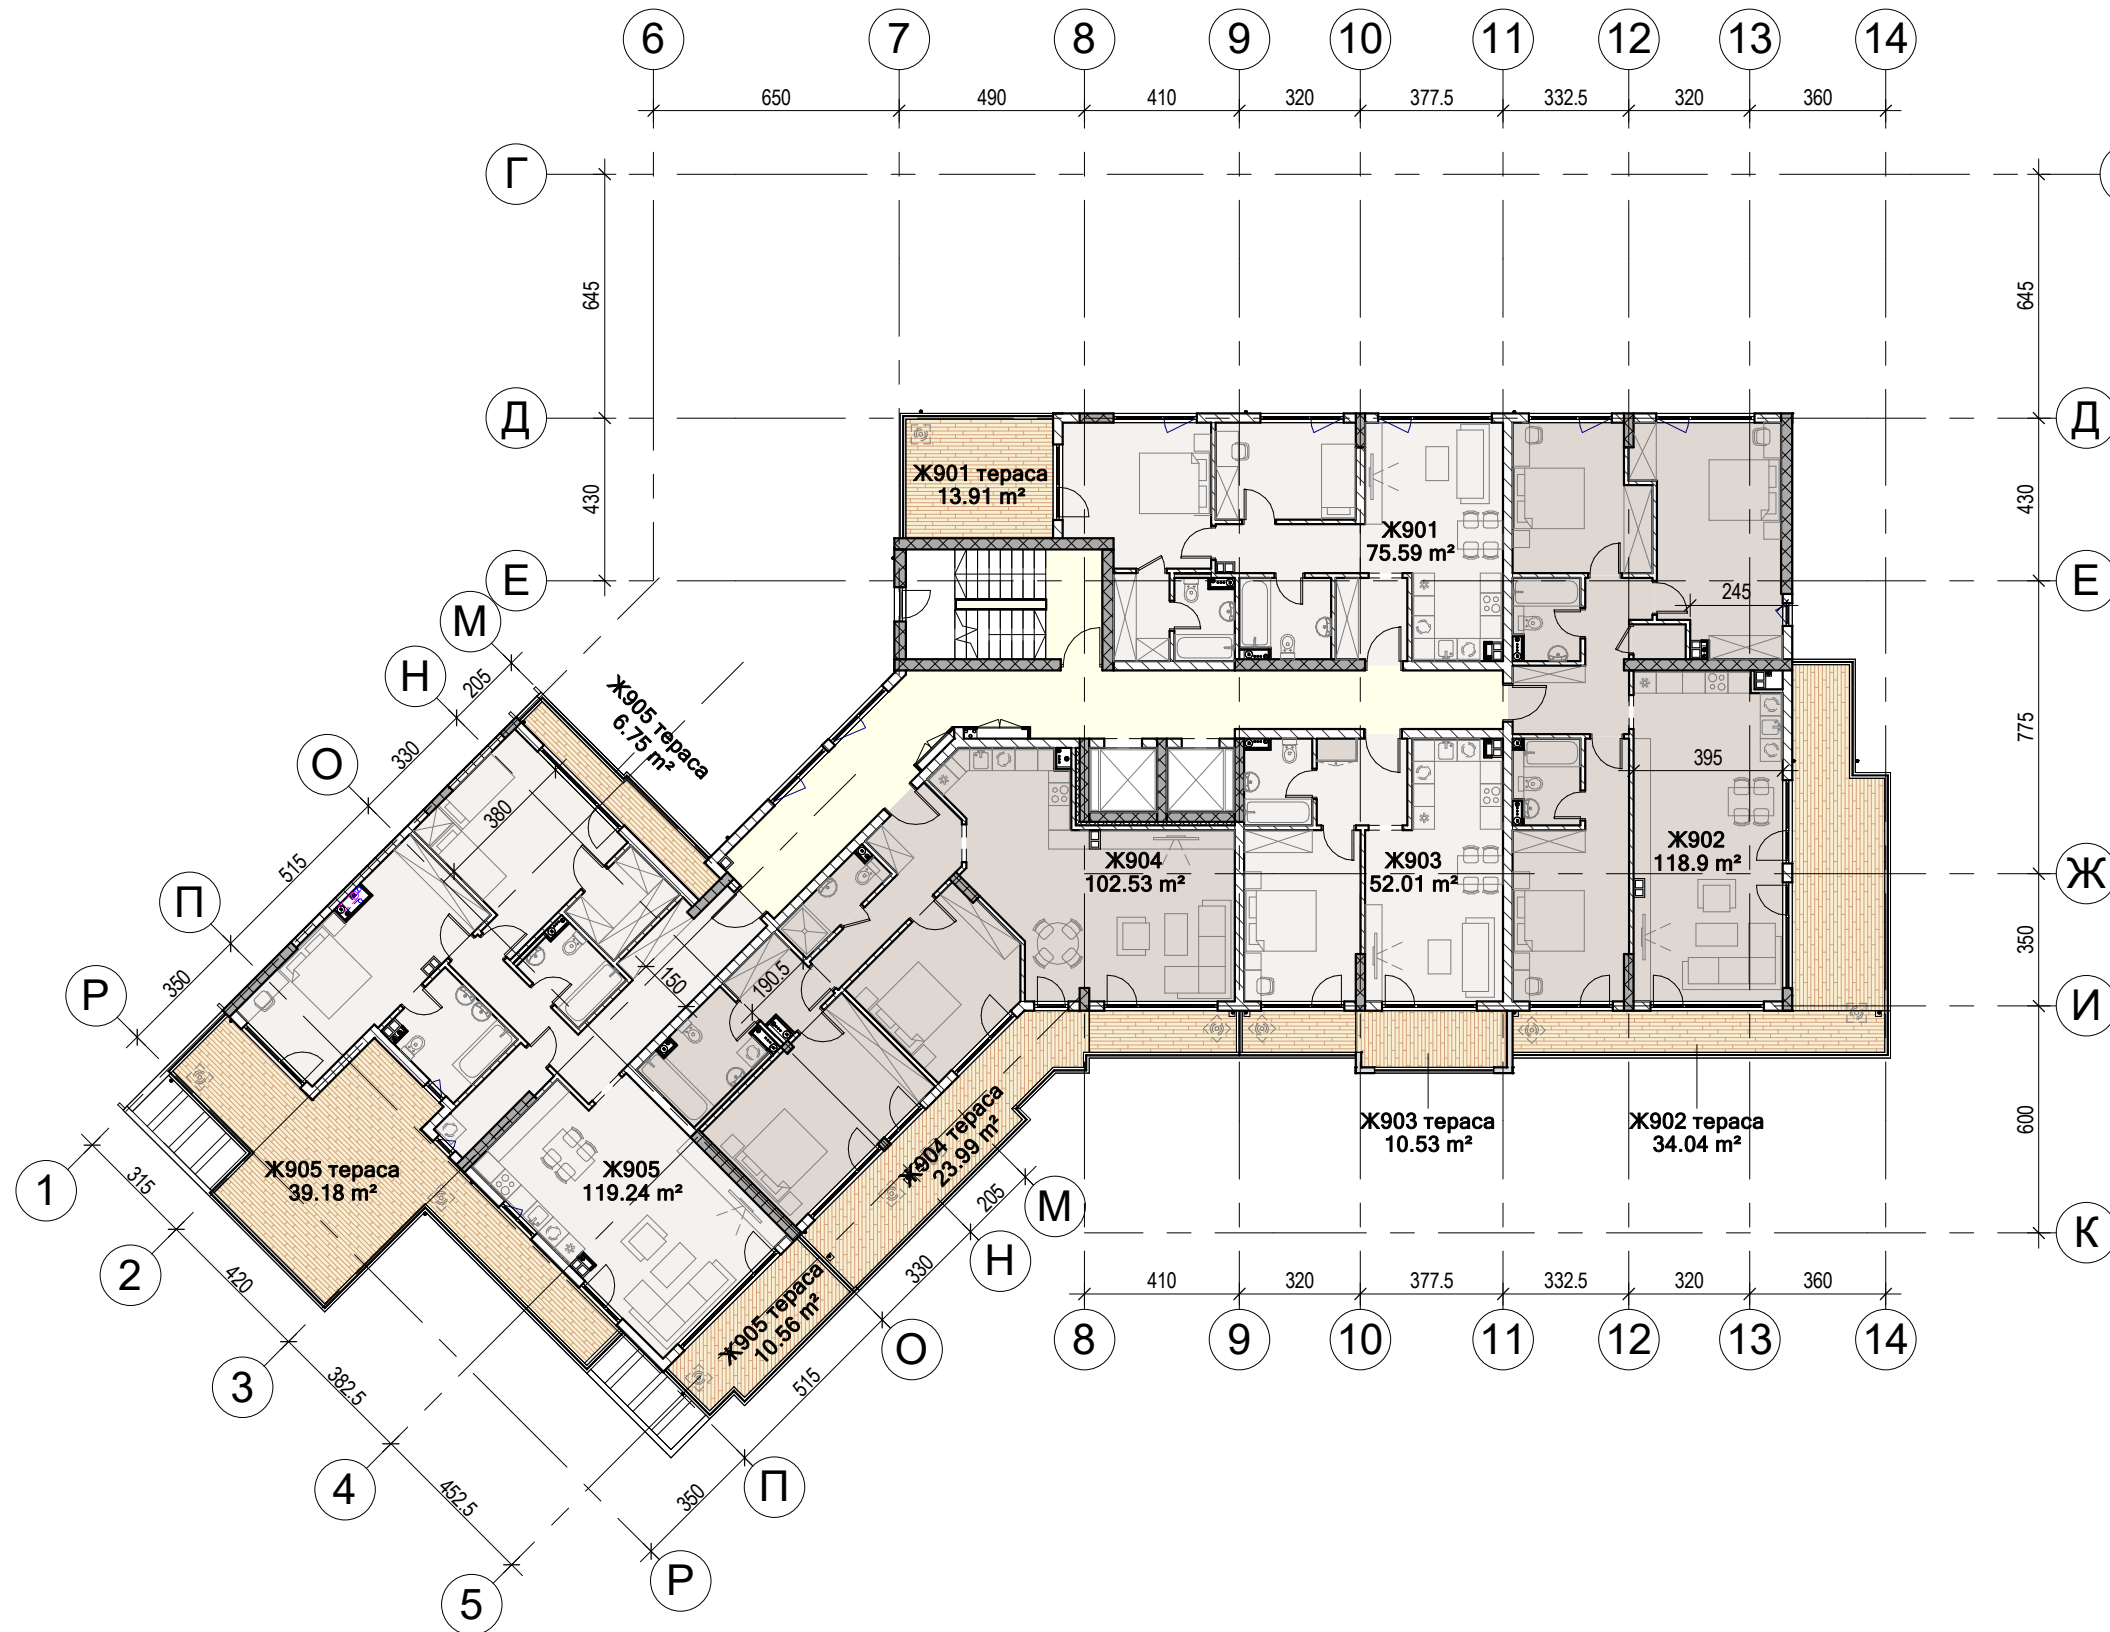 6 7 8 9 10 11 12 13 14
650 490 410 320 377.5 332.5 320 360
Г
645 645
Д Д
430 430
Ж901 тераса
13.91 m²
Ж901
75.59 m²
Е Е
245
М
205
Н
330
О
515
П
350
Р
Ж905 тераса
6.75 m²
380
775
395
Ж904
102.53 m²
Ж903
52.01 m²
Ж902
118.9 m²
Ж
350
И
150
190.5
600
Ж903 тераса
10.53 m²
Ж902 тераса
34.04 m²
Ж904 тераса
23.99 m²
Ж905 тераса
39.18 m²
Ж905
119.24 m²
Ж905 тераса
10.56 m²
К
1
315
2
420
3
382.5
4
452.5
5
М
205
Н
330
О
515
П
350
Р
410 320 377.5 332.5 320 360
8 9 10 11 12 13 14